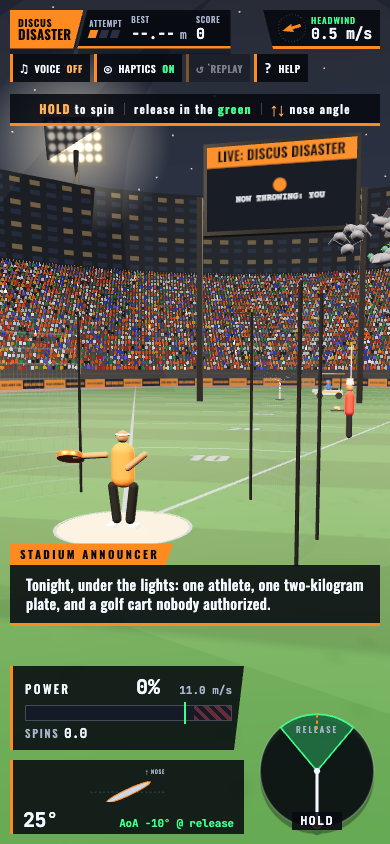 DISCUS DISASTER
ATTEMPT
BEST --.-- m
SCORE 0
HEADWIND 0.5 m/s
♫ VOICE OFF
◎ HAPTICS ON
↺ REPLAY
? HELP
HOLD to spin | release in the green | ↑↓ nose angle
LIVE: DISCUS DISASTER
NOW THROWING: YOU
10
STADIUM ANNOUNCER
Tonight, under the lights: one athlete, one two-kilogram
plate, and a golf cart nobody authorized.
POWER 0% 11.0 m/s
SPINS 0.0
↑ NOSE
25° AoA -10° @ release
RELEASE
HOLD